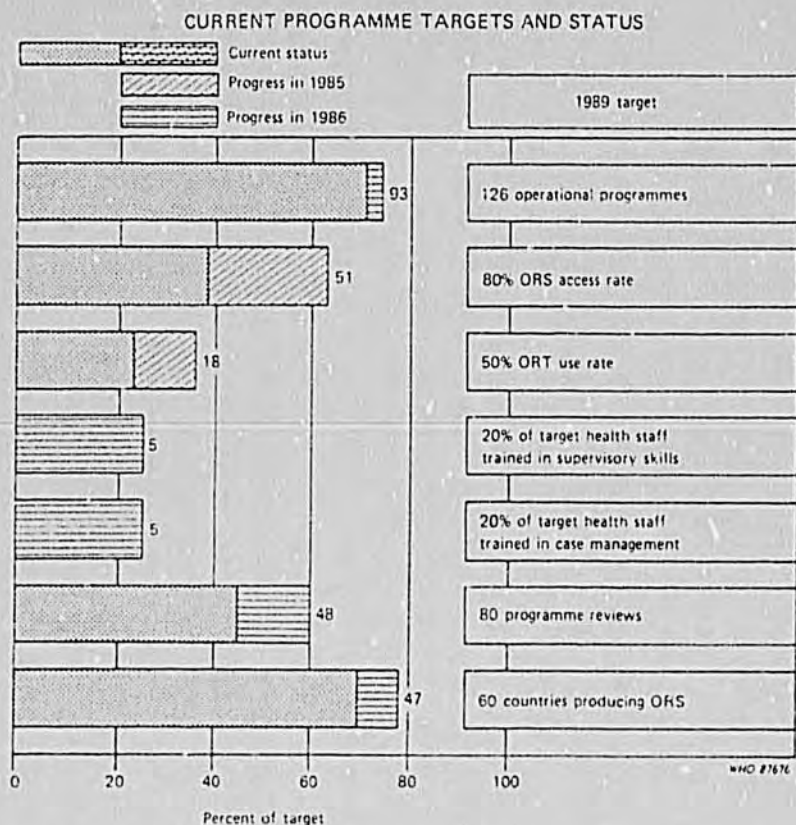 CURRENT PROGRAMME TARGETS AND STATUS
Current status
Progress in 1985
Progress in 1986
1989 target
93
126 operational programmes
51
80% ORS access rate
18
50% ORT use rate
5
20% of target health staff
trained in supervisory skills
5
20% of target health staff
trained in case management
48
80 programme reviews
47
60 countries producing ORS
0 20 40 60 80 100
WHO 87676
Percent of target